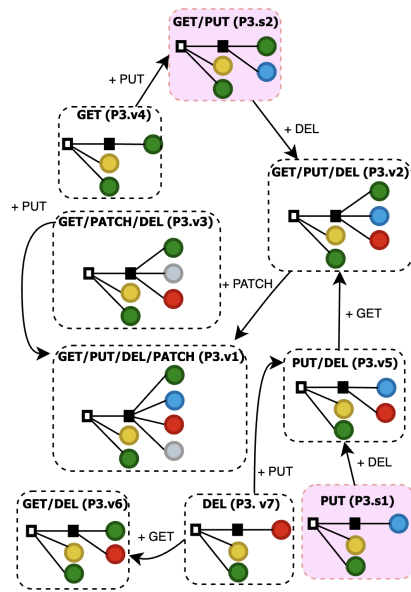 GET/PUT (P3.s2)
+ PUT
GET (P3.v4)
+ DEL
GET/PUT/DEL (P3.v2)
+ PUT
GET/PATCH/DEL (P3.v3)
+ PATCH
+ GET
GET/PUT/DEL/PATCH (P3.v1)
PUT/DEL (P3.v5)
+ PUT
+ DEL
GET/DEL (P3.v6)
DEL (P3. v7)
PUT (P3.s1)
+ GET